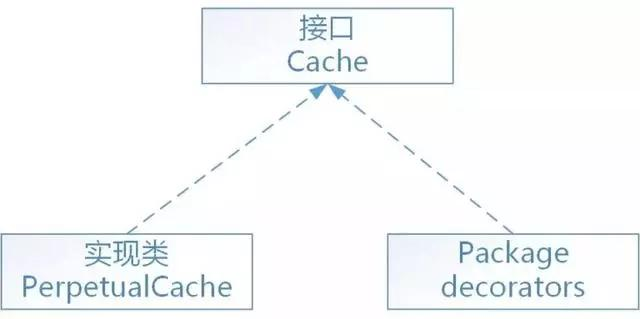 接口
Cache
实现类
PerpetualCache
Package
decorators